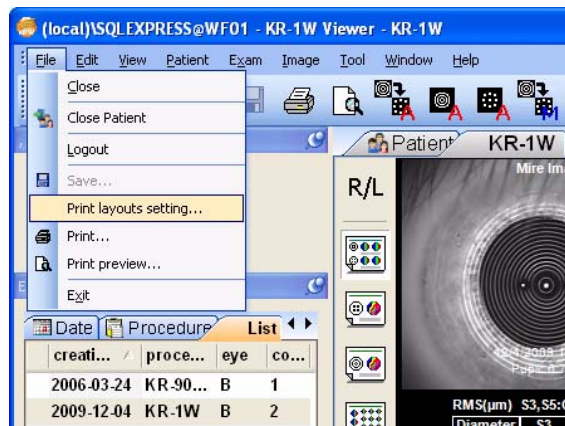 (local)\SQLEXPRESS@WF01 - KR-1W Viewer - KR-1W
File Edit View Patient Exam Image Tool Window Help
Close
Close Patient
Logout
Save...
Print layouts setting...
Print...
Print preview...
Exit
Patient KR-1W
Mire Im
R/L
Date Procedure List
creati... proce... eye co...
2006-03-24 KR-90... B 1
2009-12-04 KR-1W B 2
RMS(µm) S3,S5:
Diameter S3